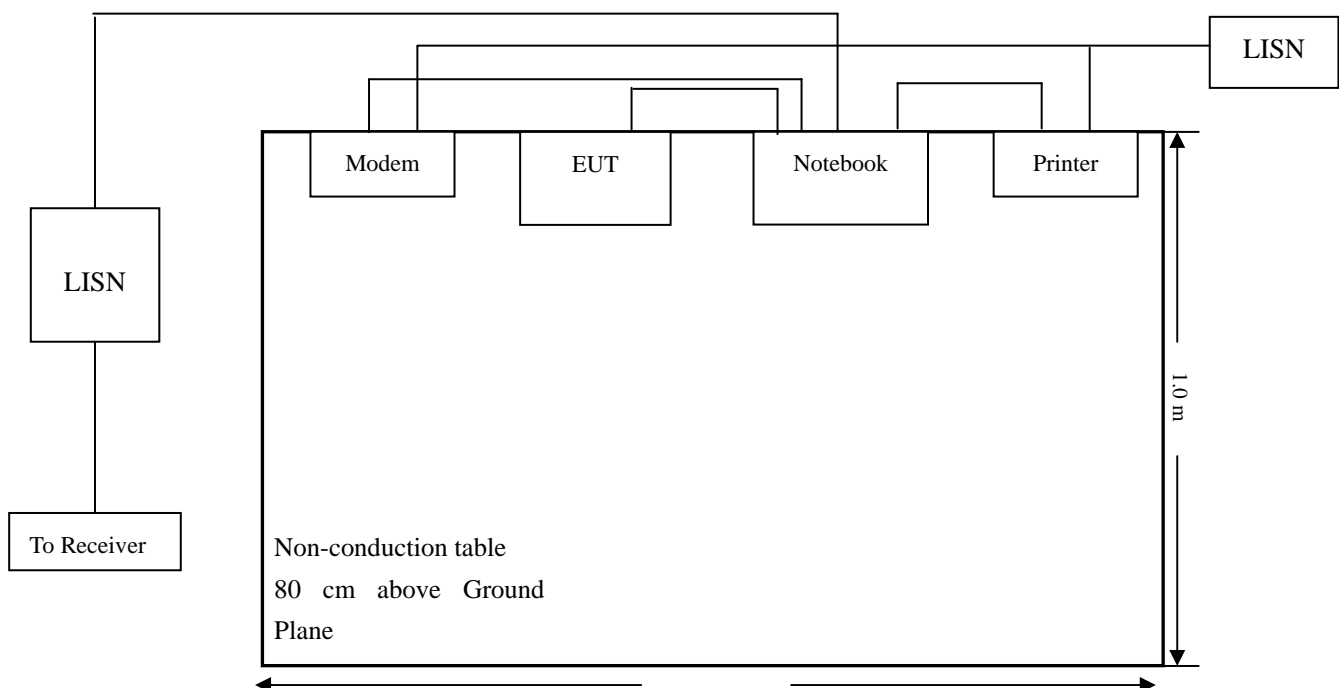 LISN
Modem
EUT
Notebook
Printer
LISN
1.0 m
To Receiver
Non-conduction table
80 cm above Ground
Plane